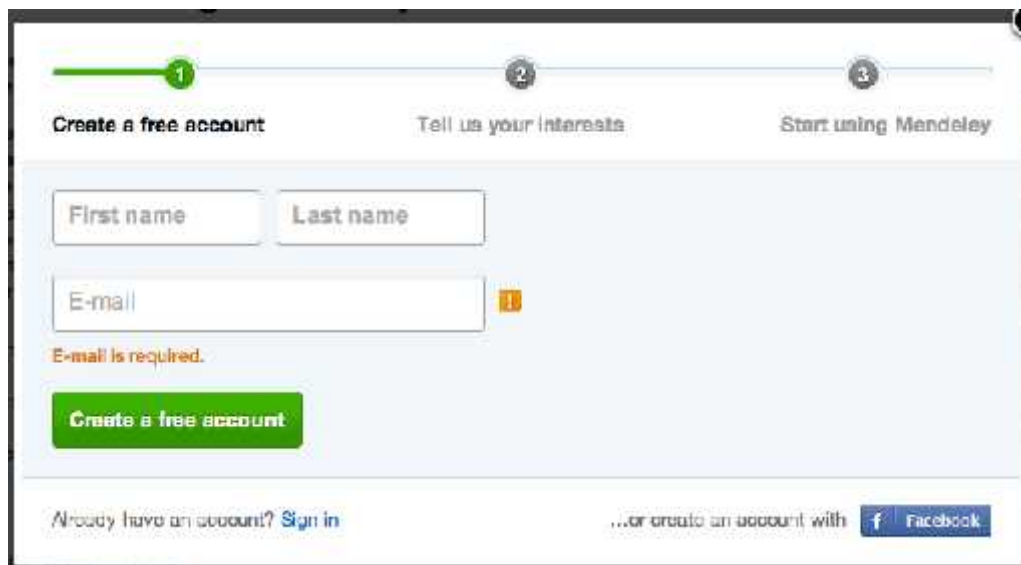 1 2 3
Create a free account Tell us your interests Start using Mendeley
First name Last name
E-mail !
E-mail is required.
Create a free account
Already have an account? Sign in ...or create an account with f Facebook